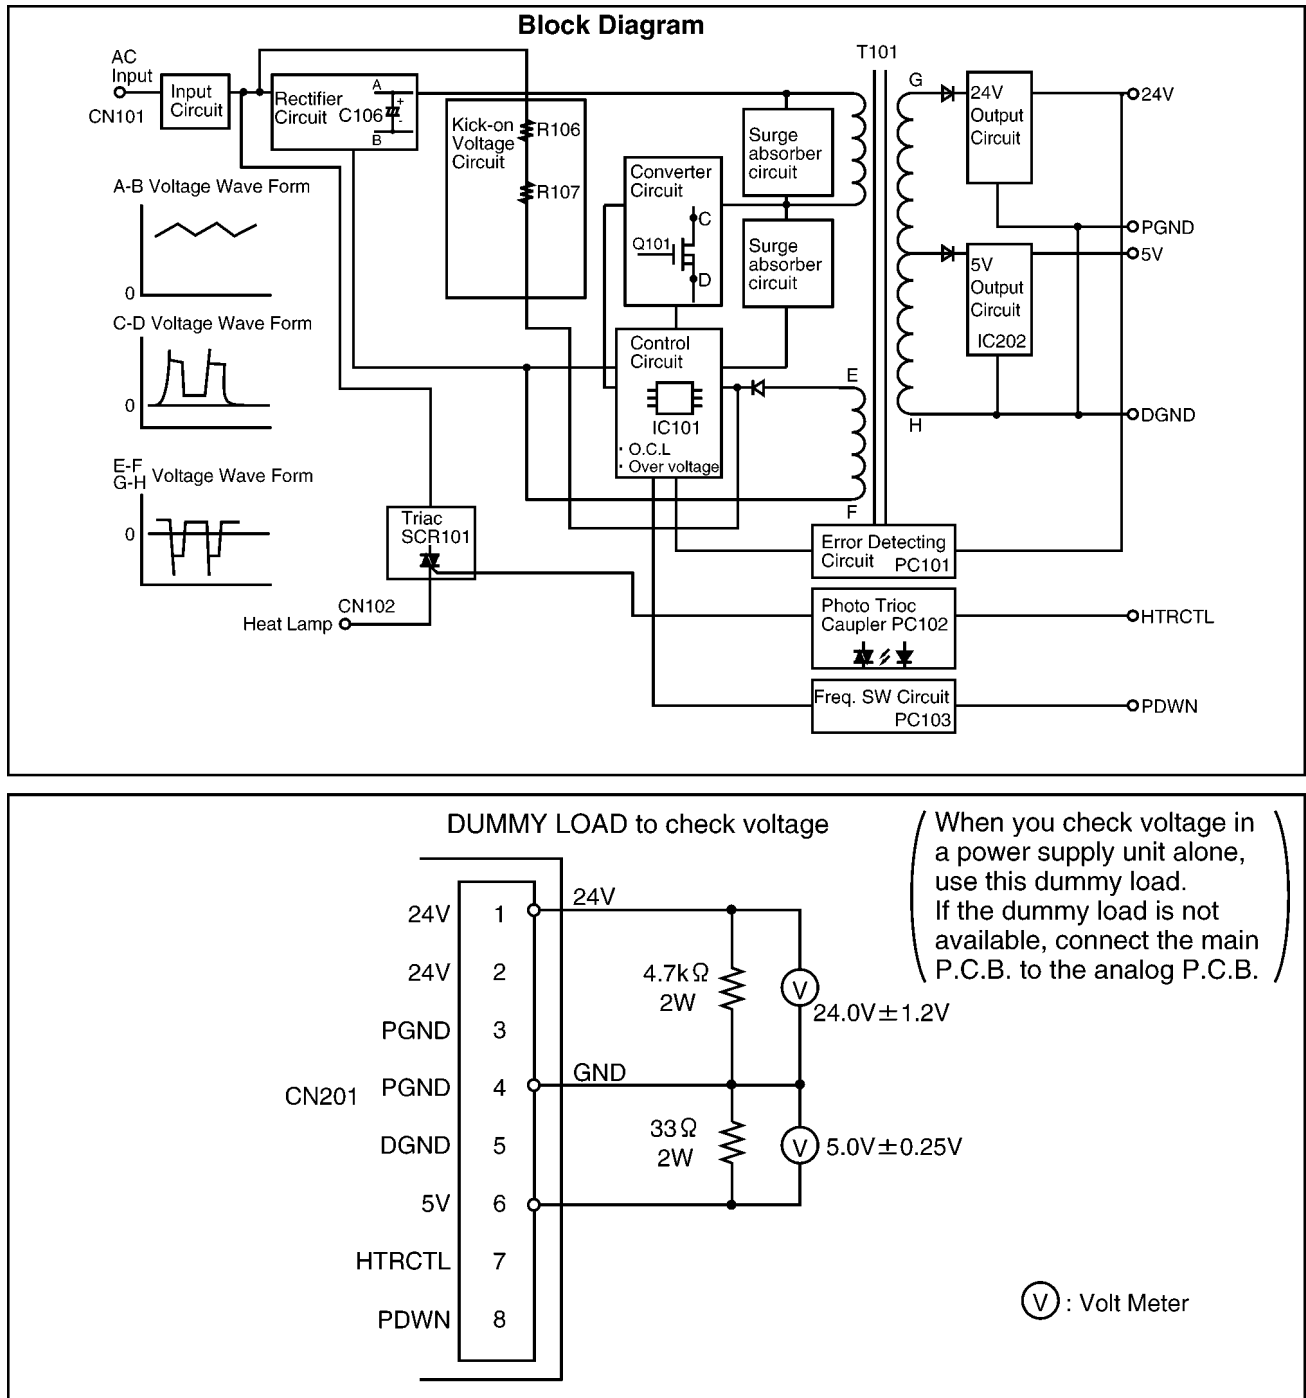 Block Diagram
AC
Input
CN101
Input
Circuit
Rectifier
Circuit
C106
A
+
-
B
Kick-on
Voltage
Circuit
R106
R107
Converter
Circuit
C
Q101
D
Surge
absorber
circuit
Surge
absorber
circuit
T101
G
24V
Output
Circuit
24V
PGND
5V
5V
Output
Circuit
IC202
H
DGND
A-B Voltage Wave Form
0
C-D Voltage Wave Form
0
E-F
G-H Voltage Wave Form
0
Control
Circuit
IC101
· O.C.L
· Over voltage
E
F
Triac
SCR101
CN102
Heat Lamp
Error Detecting
Circuit PC101
Photo Trioc
Caupler PC102
HTRCTL
Freq. SW Circuit
PC103
PDWN
DUMMY LOAD to check voltage
When you check voltage in
a power supply unit alone,
use this dummy load.
If the dummy load is not
available, connect the main
P.C.B. to the analog P.C.B.
CN201
24V 1 24V
24V 2
PGND 3
PGND 4 GND
DGND 5
5V 6
HTRCTL 7
PDWN 8
4.7kΩ
2W
V
24.0V±1.2V
33Ω
2W
V
5.0V±0.25V
V : Volt Meter